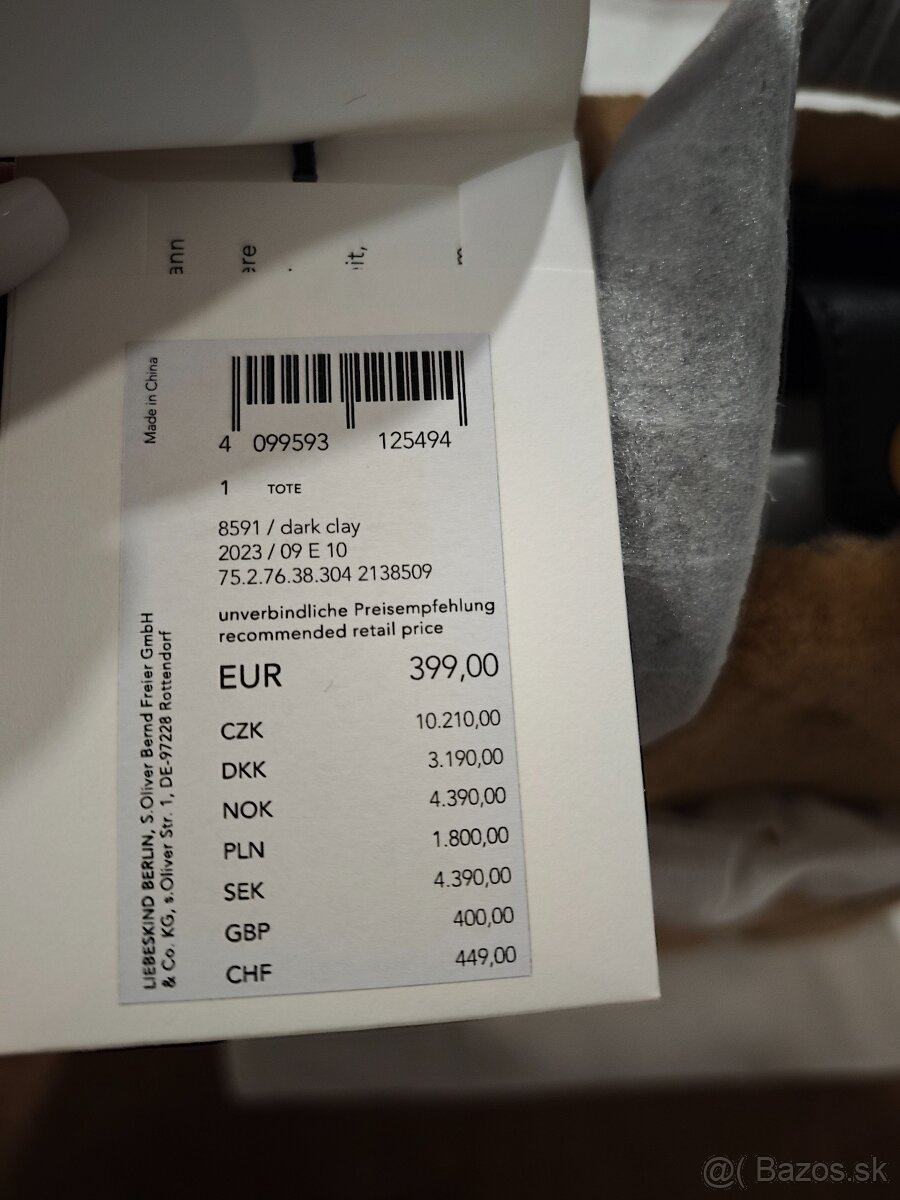 ann
ere
it,
Made in China
4 099593 125494
1 TOTE
8591 / dark clay
2023 / 09 E 10
75.2.76.38.304 2138509
unverbindliche Preisempfehlung
recommended retail price
EUR 399,00
CZK 10.210,00
DKK 3.190,00
NOK 4.390,00
PLN 1.800,00
SEK 4.390,00
GBP 400,00
CHF 449,00
LIEBESKIND BERLIN, S.Oliver Bernd Freier GmbH
& Co. KG, s.Oliver Str. 1, DE-97228 Rottendorf
@( Bazos.sk